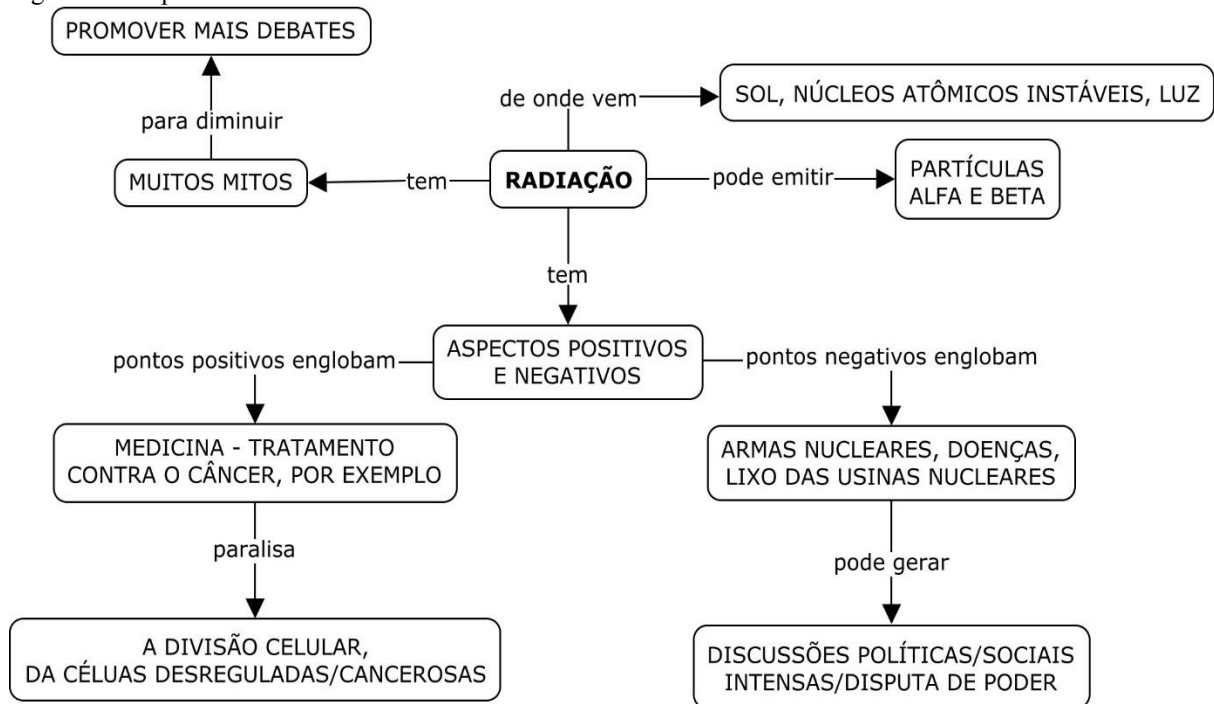 PROMOVER MAIS DEBATES
de onde vem
SOL, NÚCLEOS ATÔMICOS INSTÁVEIS, LUZ
para diminuir
MUITOS MITOS
tem
RADIAÇÃO
pode emitir
PARTÍCULAS
ALFA E BETA
tem
ASPECTOS POSITIVOS
E NEGATIVOS
pontos positivos englobam
pontos negativos englobam
MEDICINA - TRATAMENTO
CONTRA O CÂNCER, POR EXEMPLO
ARMAS NUCLEARES, DOENÇAS,
LIXO DAS USINAS NUCLEARES
paralisa
pode gerar
A DIVISÃO CELULAR,
DA CÉLUAS DESREGULADAS/CANCEROSAS
DISCUSSÕES POLÍTICAS/SOCIAIS
INTENSAS/DISPUTA DE PODER